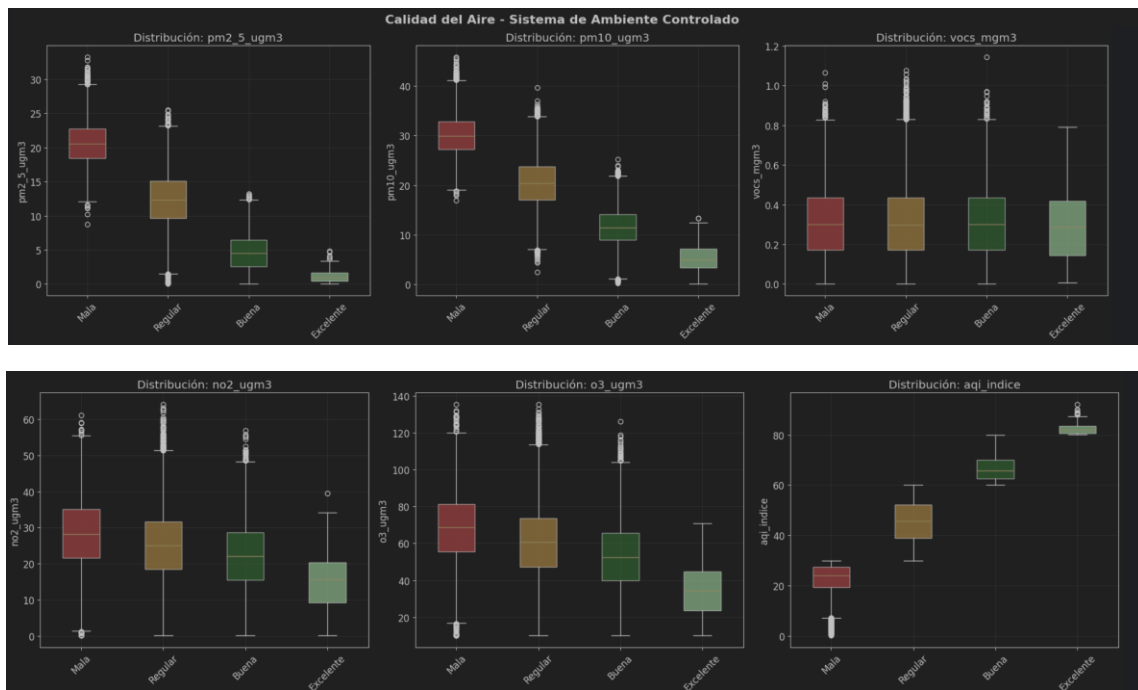 Calidad del Aire - Sistema de Ambiente Controlado
Distribución: pm2_5_ugm3
pm2_5_ugm3
30
25
20
15
10
5
0
Mala
Regular
Buena
Excelente
Distribución: pm10_ugm3
pm10_ugm3
40
30
20
10
0
Mala
Regular
Buena
Excelente
Distribución: vocs_mgm3
vocs_mgm3
1.2
1.0
0.8
0.6
0.4
0.2
0.0
Mala
Regular
Buena
Excelente
Distribución: no2_ugm3
no2_ugm3
60
50
40
30
20
10
0
Mala
Regular
Buena
Excelente
Distribución: o3_ugm3
o3_ugm3
140
120
100
80
60
40
20
Mala
Regular
Buena
Excelente
Distribución: aqi_indice
aqi_indice
80
60
40
20
0
Mala
Regular
Buena
Excelente